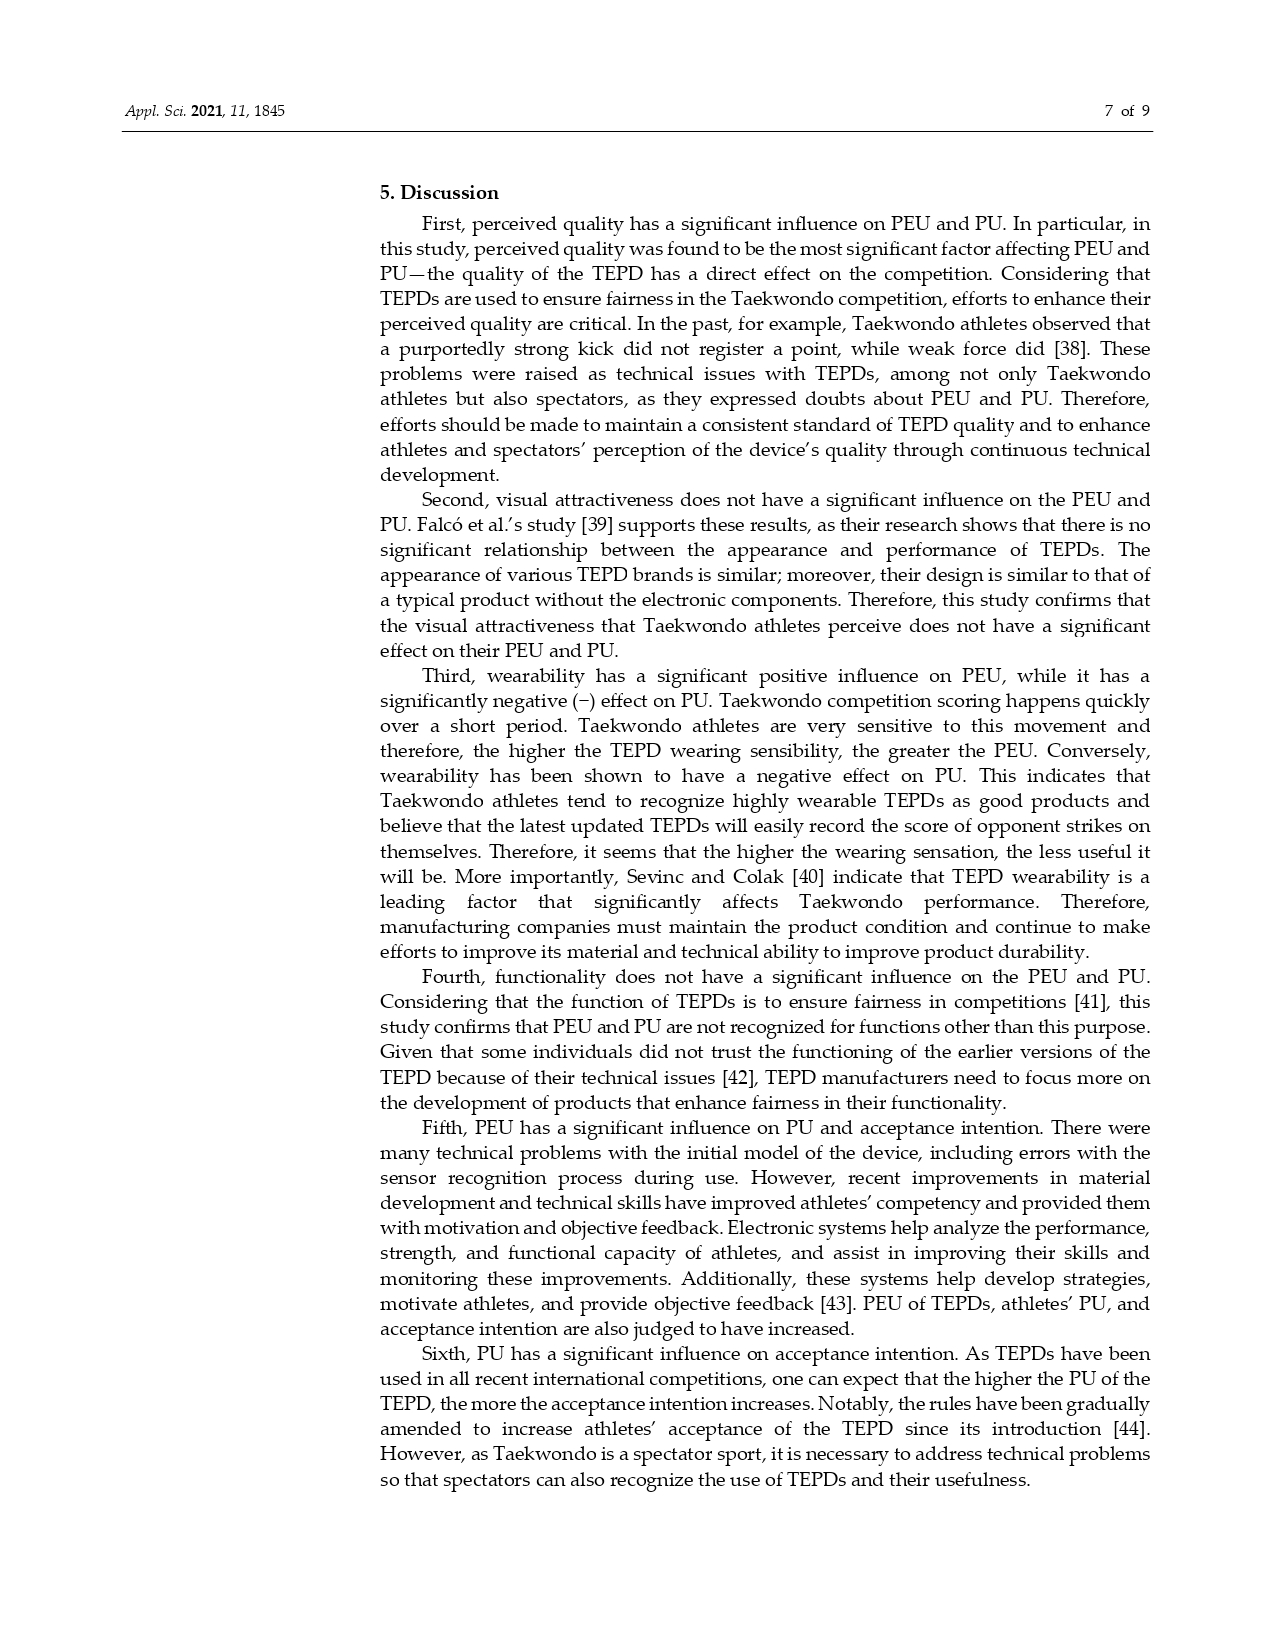 Appl. Sci. 2021, 11, 1845
7 of 9
5. Discussion
First, perceived quality has a significant influence on PEU and PU. In particular, in
this study, perceived quality was found to be the most significant factor affecting PEU and
PU—the quality of the TEPD has a direct effect on the competition. Considering that
TEPDs are used to ensure fairness in the Taekwondo competition, efforts to enhance their
perceived quality are critical. In the past, for example, Taekwondo athletes observed that
a purportedly strong kick did not register a point, while weak force did [38]. These
problems were raised as technical issues with TEPDs, among not only Taekwondo
athletes but also spectators, as they expressed doubts about PEU and PU. Therefore,
efforts should be made to maintain a consistent standard of TEPD quality and to enhance
athletes and spectators’ perception of the device’s quality through continuous technical
development.
Second, visual attractiveness does not have a significant influence on the PEU and
PU. Falcó et al.’s study [39] supports these results, as their research shows that there is no
significant relationship between the appearance and performance of TEPDs. The
appearance of various TEPD brands is similar; moreover, their design is similar to that of
a typical product without the electronic components. Therefore, this study confirms that
the visual attractiveness that Taekwondo athletes perceive does not have a significant
effect on their PEU and PU.
Third, wearability has a significant positive influence on PEU, while it has a
significantly negative (−) effect on PU. Taekwondo competition scoring happens quickly
over a short period. Taekwondo athletes are very sensitive to this movement and
therefore, the higher the TEPD wearing sensibility, the greater the PEU. Conversely,
wearability has been shown to have a negative effect on PU. This indicates that
Taekwondo athletes tend to recognize highly wearable TEPDs as good products and
believe that the latest updated TEPDs will easily record the score of opponent strikes on
themselves. Therefore, it seems that the higher the wearing sensation, the less useful it
will be. More importantly, Sevinc and Colak [40] indicate that TEPD wearability is a
leading factor that significantly affects Taekwondo performance. Therefore,
manufacturing companies must maintain the product condition and continue to make
efforts to improve its material and technical ability to improve product durability.
Fourth, functionality does not have a significant influence on the PEU and PU.
Considering that the function of TEPDs is to ensure fairness in competitions [41], this
study confirms that PEU and PU are not recognized for functions other than this purpose.
Given that some individuals did not trust the functioning of the earlier versions of the
TEPD because of their technical issues [42], TEPD manufacturers need to focus more on
the development of products that enhance fairness in their functionality.
Fifth, PEU has a significant influence on PU and acceptance intention. There were
many technical problems with the initial model of the device, including errors with the
sensor recognition process during use. However, recent improvements in material
development and technical skills have improved athletes’ competency and provided them
with motivation and objective feedback. Electronic systems help analyze the performance,
strength, and functional capacity of athletes, and assist in improving their skills and
monitoring these improvements. Additionally, these systems help develop strategies,
motivate athletes, and provide objective feedback [43]. PEU of TEPDs, athletes’ PU, and
acceptance intention are also judged to have increased.
Sixth, PU has a significant influence on acceptance intention. As TEPDs have been
used in all recent international competitions, one can expect that the higher the PU of the
TEPD, the more the acceptance intention increases. Notably, the rules have been gradually
amended to increase athletes’ acceptance of the TEPD since its introduction [44].
However, as Taekwondo is a spectator sport, it is necessary to address technical problems
so that spectators can also recognize the use of TEPDs and their usefulness.